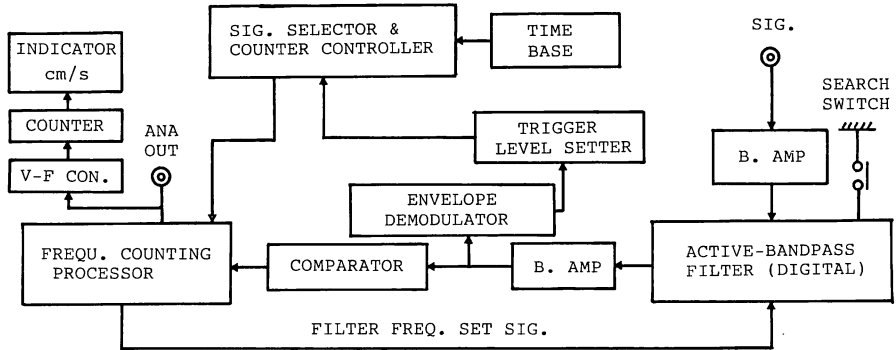 INDICATOR
cm/s
COUNTER
V-F CON.
ANA
OUT
SIG. SELECTOR &
COUNTER CONTROLLER
TIME
BASE
SIG.
SEARCH
SWITCH
B. AMP
TRIGGER
LEVEL SETTER
ENVELOPE
DEMODULATOR
FREQU. COUNTING
PROCESSOR
COMPARATOR
B. AMP
ACTIVE-BANDPASS
FILTER (DIGITAL)
FILTER FREQ. SET SIG.